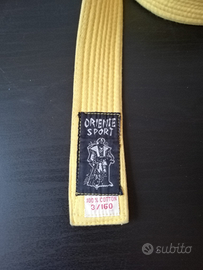 ORIENTE
SPORT
100% COTTON
3/160
subito